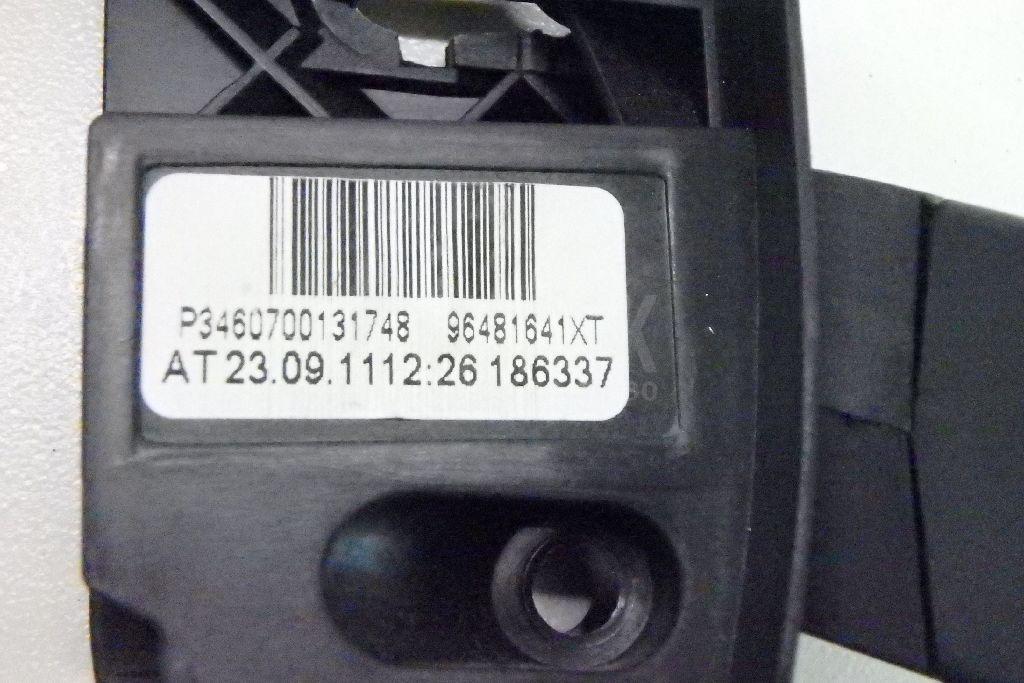 P3460700131748 96481641XT
AT 23.09.1112:26 186337